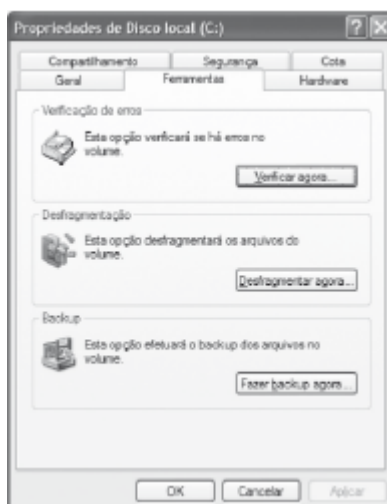 Propriedades de Disco local (C:)
Compartilhamento Segurança Cota
Geral Ferramentas Hardware
Verificação de erros
Esta opção verificará se há erros no
volume.
Verificar agora...
Desfragmentação
Esta opção desfragmentará os arquivos do
volume.
Desfragmentar agora...
Backup
Esta opção efetuará o backup dos arquivos no
volume.
Fazer backup agora...
OK Cancelar Aplicar